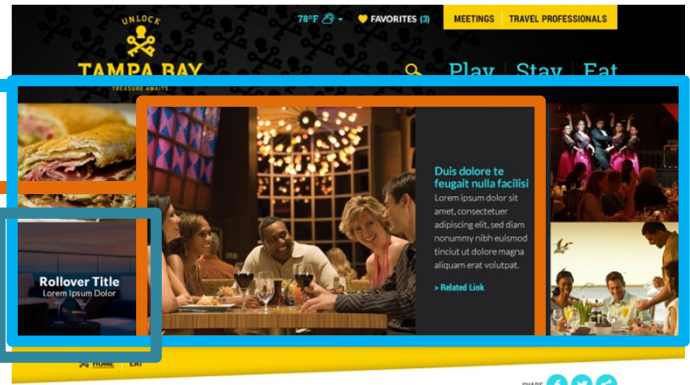 UNLOCK
TAMPA BAY
TREASURE AWAITS
78°F
FAVORITES (3)
MEETINGS
TRAVEL PROFESSIONALS
Play
Stay
Eat
Duis dolore te
feugait nulla facilisi
Lorem ipsum dolor sit
amet, consectetuer
adipiscing elit, sed diam
nonummy nibh euismod
tinciut ut dolore magna
aliquam erat volutpat.
> Related Link
Rollover Title
Lorem Ipsum Dolor
HOME
EAT
SHARE